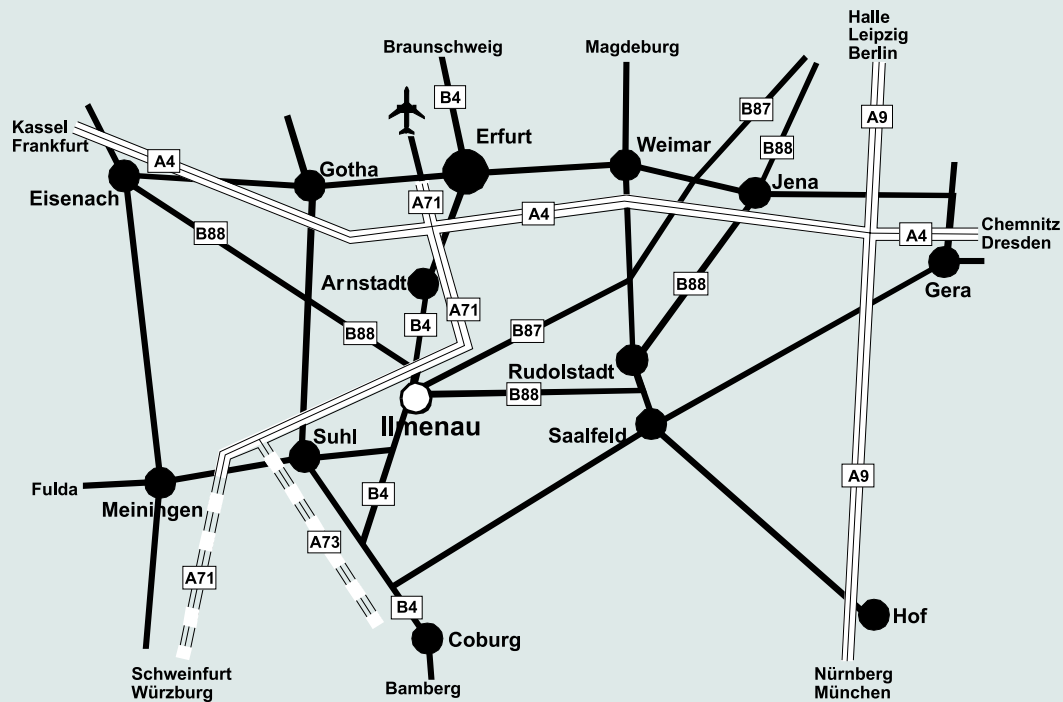 Halle
Leipzig
Berlin
Braunschweig
Magdeburg
B4
B87
A9
Kassel
Frankfurt
A4
Erfurt
Weimar
B88
Gotha
Jena
Eisenach
A71
A4
Chemnitz
Dresden
A4
B88
Arnstadt
B88
Gera
A71
B4
B87
B88
Rudolstadt
B88
Ilmenau
Suhl
Saalfeld
A9
Fulda
Meiningen
B4
A73
A71
B4
Hof
Coburg
Schweinfurt
Würzburg
Bamberg
Nürnberg
München